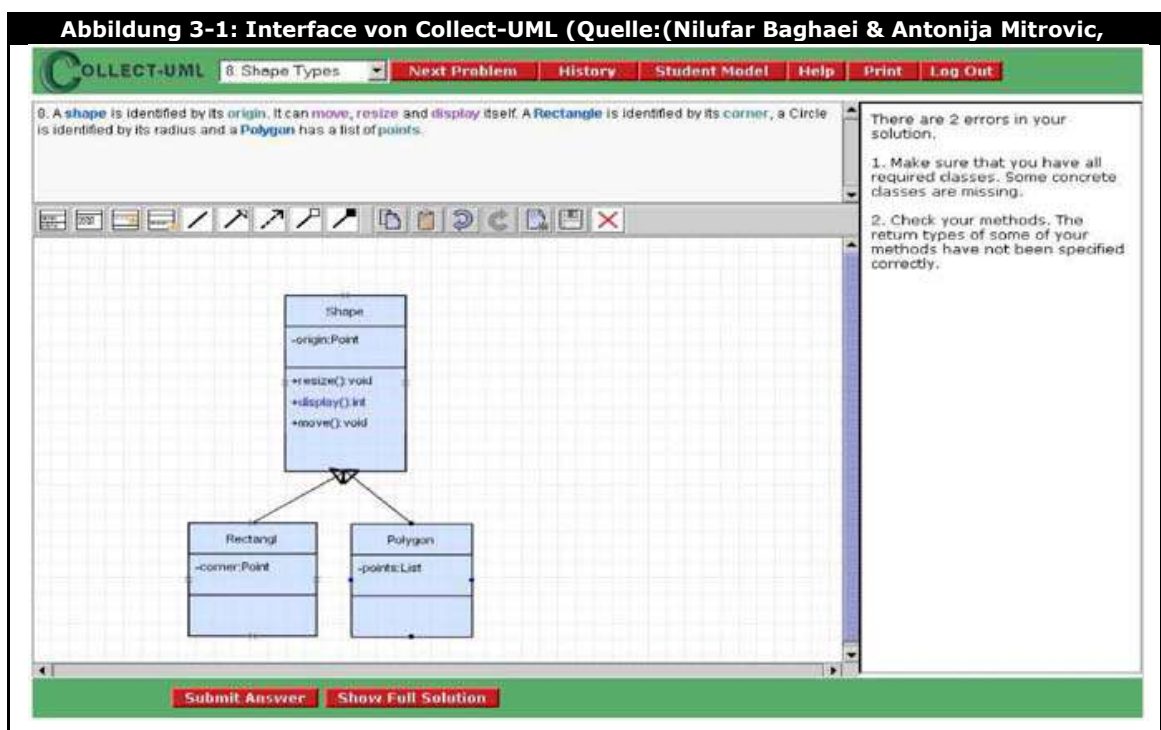 Abbildung 3-1: Interface von Collect-UML (Quelle:(Nilufar Baghaei & Antonija Mitrovic,
COLLECT-UML 8. Shape Types Next Problem History Student Model Help Print Log Out
8. A shape is identified by its origin. It can move, resize and display itself. A Rectangle is identified by its corner, a Circle
is identified by its radius and a Polygon has a list of points.
There are 2 errors in your
solution.
1. Make sure that you have all
required classes. Some concrete
classes are missing.
2. Check your methods. The
return types of some of your
methods have not been specified
correctly.
Shape
-origin:Point
+resize():void
+display():int
+move():void
Rectangl
-corner:Point
Polygon
-points:List
Submit Answer Show Full Solution